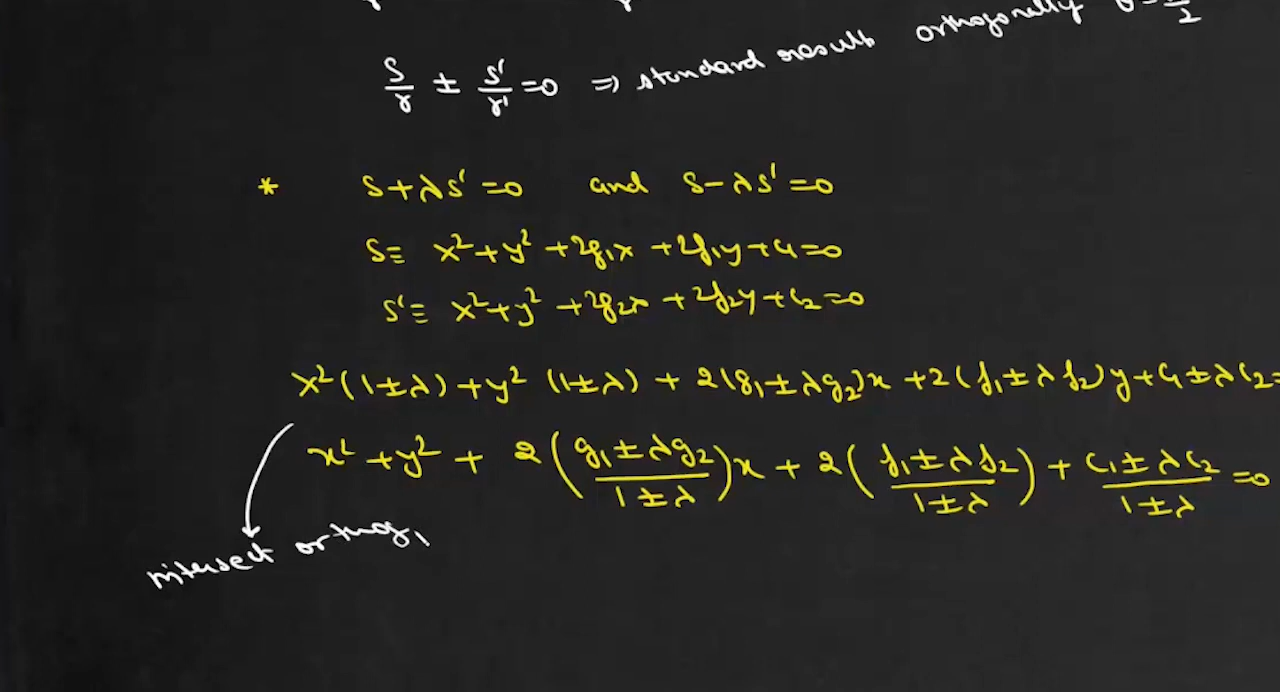 S/r ± S'/r' =0 ⇒ standard result orthogonally
* S+λS' =0 and S-λS' =0
S≡ x²+y²+2g₁x+2f₁y+c₁=0
S'≡ x²+y²+2g₂x+2f₂y+c₂=0
x²(1±λ)+y²(1±λ)+2(g₁±λg₂)x+2(f₁±λf₂)y+c₁±λc₂=
x²+y²+2((g₁±λg₂)/(1±λ))x+2((f₁±λf₂)/(1±λ))+(c₁±λc₂)/(1±λ)=0
intersect orthog